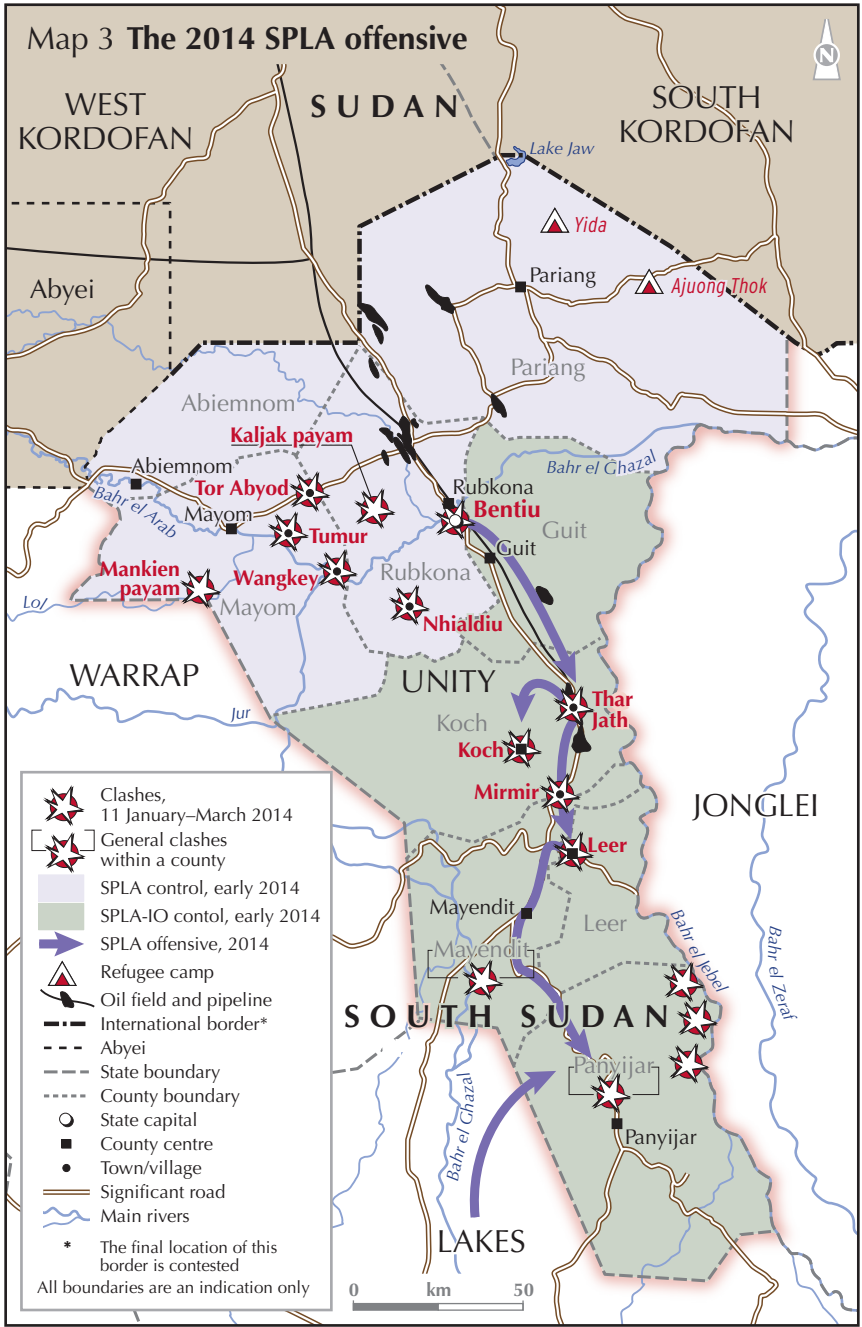 Map 3 The 2014 SPLA offensive
N
WEST
KORDOFAN
SUDAN
SOUTH
KORDOFAN
Lake Jaw
Yida
Pariang
Ajuong Thok
Abyei
Pariang
Abiemnom
Kaljak payam
Bahr el Ghazal
Abiemnom
Tor Abyod
Rubkona
Bentiu
Bahr el Arab
Mayom
Guit
Tumur
Guit
Mankien
payam
Wangkey
Rubkona
Lol
Mayom
Nhialdiu
WARRAP
UNITY
Jur
Thar
Jath
Koch
Koch
Mirmir
JONGLEI
Leer
Mayendit
Leer
Bahr el Jebel
Bahr el Zeraf
Mayendit
SOUTH SUDAN
Panyijar
Bahr el Ghazal
Panyijar
LAKES
Clashes,
11 January–March 2014
General clashes
within a county
SPLA control, early 2014
SPLA-IO contol, early 2014
SPLA offensive, 2014
Refugee camp
Oil field and pipeline
International border*
Abyei
State boundary
County boundary
State capital
County centre
Town/village
Significant road
Main rivers
* The final location of this
border is contested
All boundaries are an indication only
0 km 50